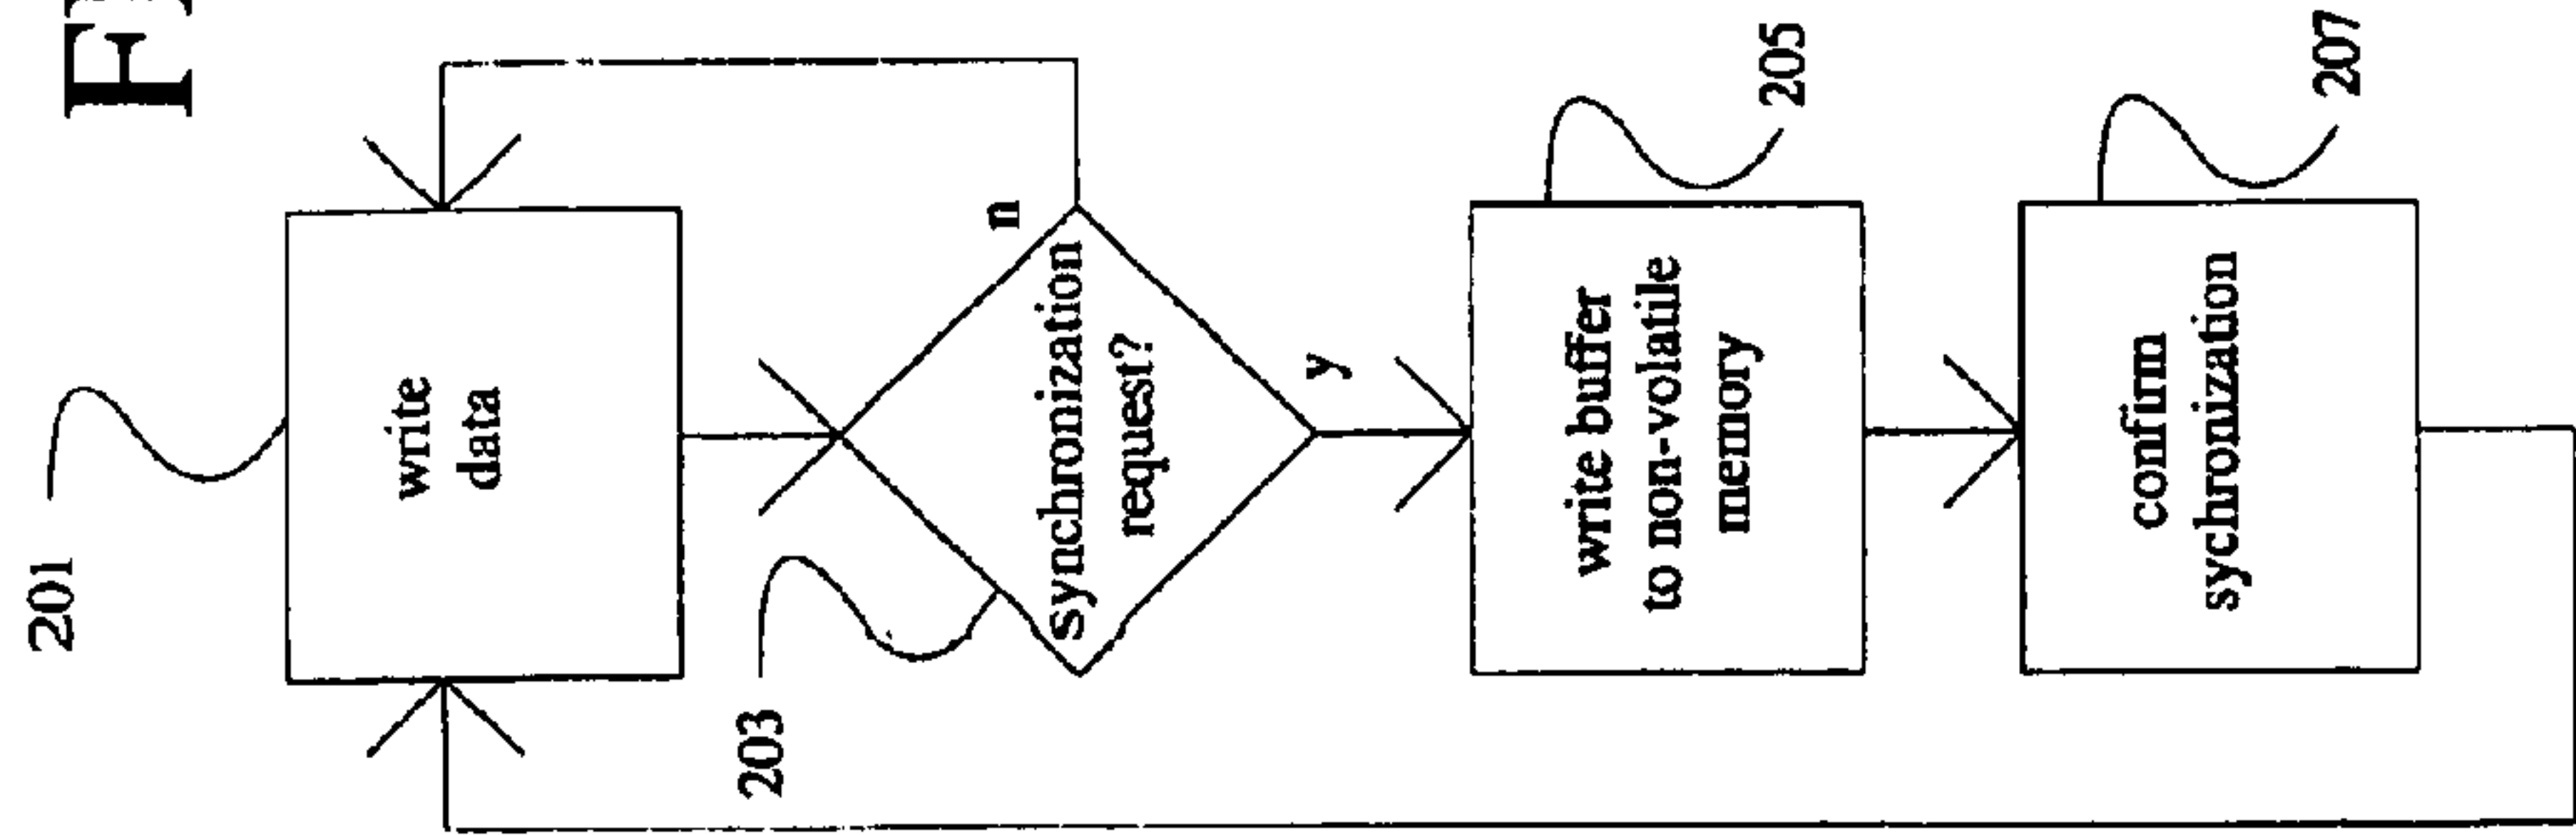 201
write
data
203
n
synchronization
request?
y
write buffer
to non-volatile
memory
205
confirm
sychronization
207